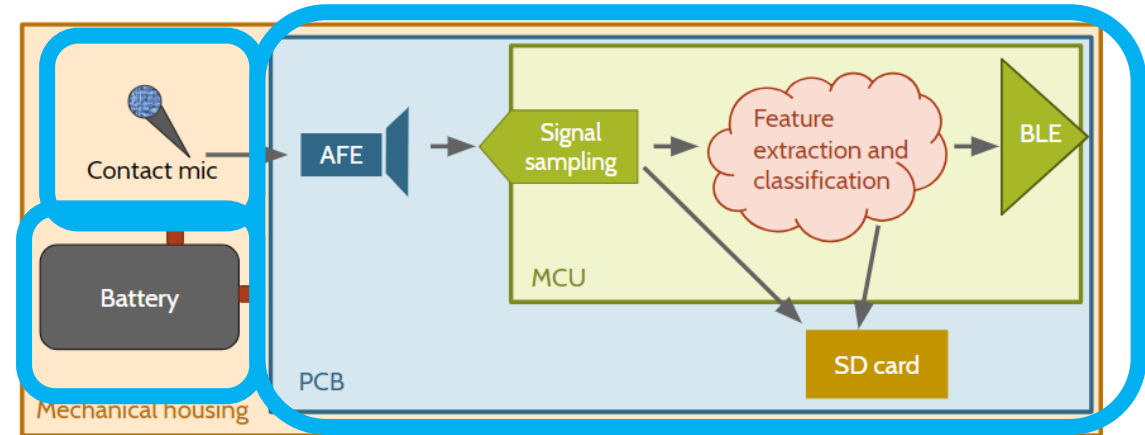 Contact mic
AFE
Signal
sampling
Feature
extraction and
classification
BLE
Battery
MCU
SD card
PCB
Mechanical housing